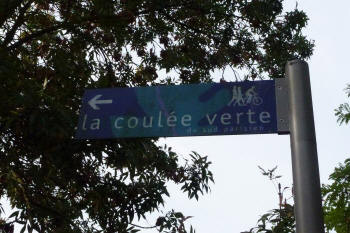 la coulée verte
du sud parisien